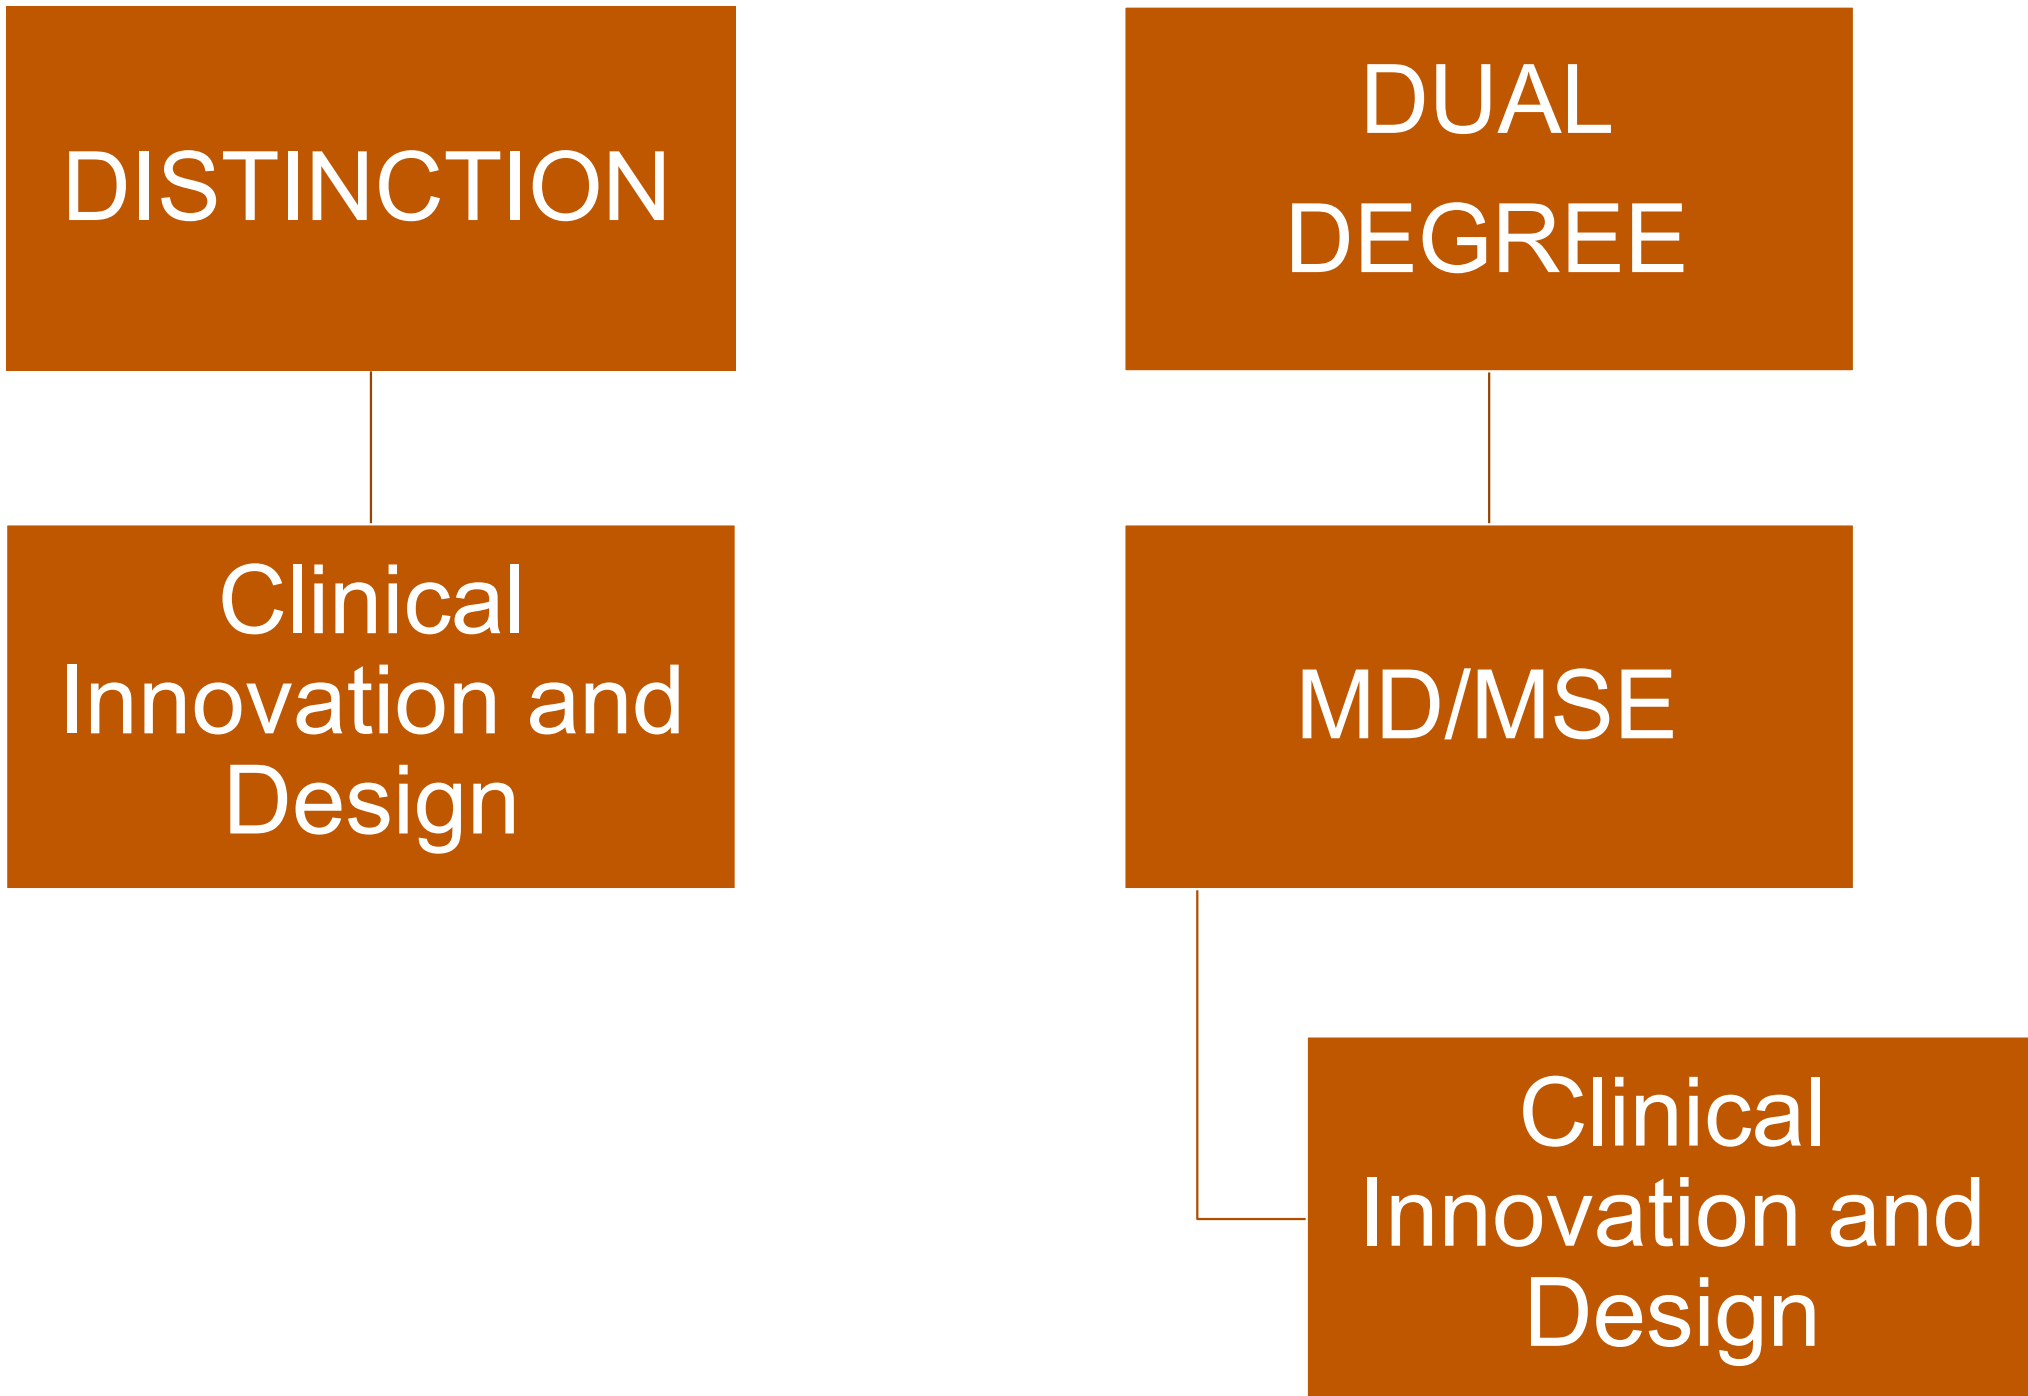 DISTINCTION
Clinical
Innovation and
Design
DUAL
DEGREE
MD/MSE
Clinical
Innovation and
Design